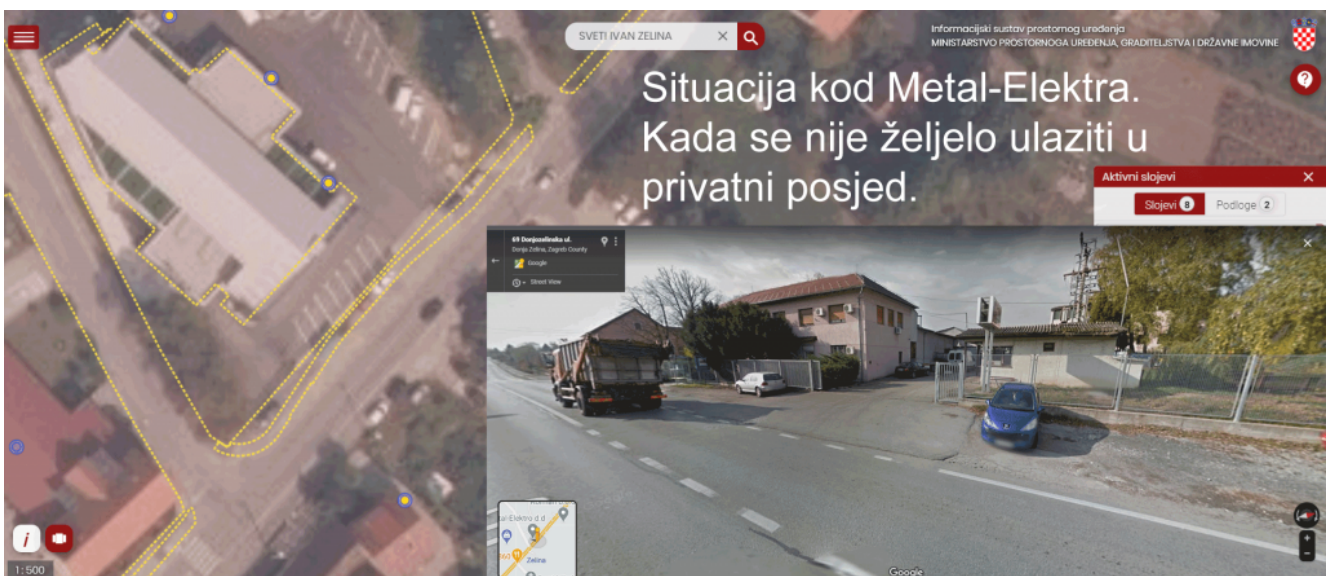 SVETI IVAN ZELINA
Informacijski sustav prostornog uređenja
MINISTARSTVO PROSTORNOGA UREĐENJA, GRADITELJSTVA I DRŽAVNE IMOVINE
Situacija kod Metal-Elektra.
Kada se nije željelo ulaziti u
privatni posjed.
Aktivni slojevi
Slojevi 8 Podloge 2
69 Donjozelinska ul.
Donja Zelina, Zagreb County
Google
Street View
tal-Elektro d.d
Zelina
Google
i
1:500